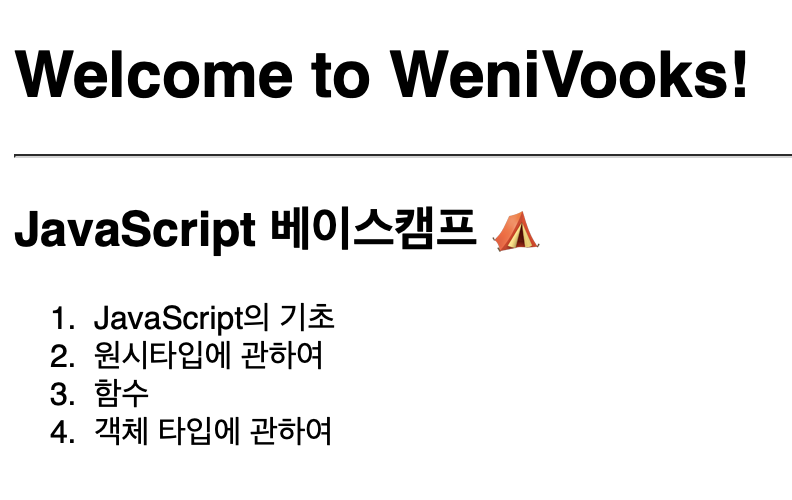 Welcome to WeniVooks!
JavaScript 베이스캠프 ⛺
1. JavaScript의 기초
2. 원시타입에 관하여
3. 함수
4. 객체 타입에 관하여